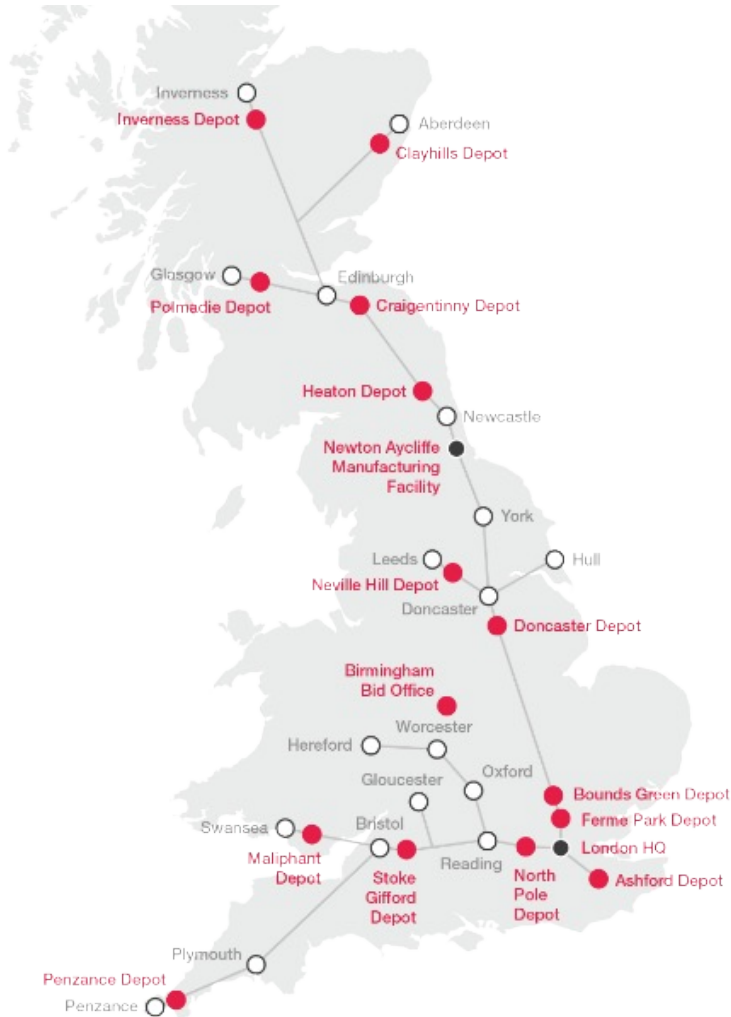 Inverness
Inverness Depot
Aberdeen
Clayhills Depot
Glasgow
Edinburgh
Polmadie Depot
Craigentinny Depot
Heaton Depot
Newcastle
Newton Aycliffe
Manufacturing
Facility
York
Leeds
Hull
Neville Hill Depot
Doncaster
Doncaster Depot
Birmingham
Bid Office
Worcester
Hereford
Oxford
Gloucester
Bounds Green Depot
Ferme Park Depot
Swansea
Bristol
London HQ
Maliphant
Depot
Reading
Stoke
Gifford
Depot
North
Pole
Depot
Ashford Depot
Plymouth
Penzance Depot
Penzance